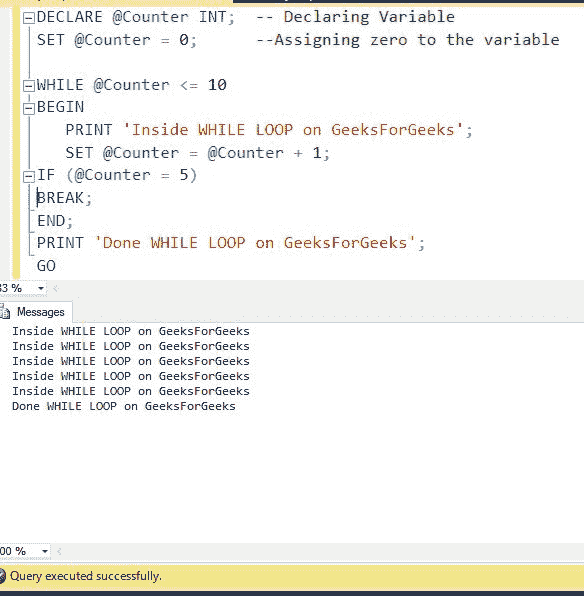 DECLARE @Counter INT;  -- Declaring Variable
SET @Counter = 0;      --Assigning zero to the variable
WHILE @Counter <= 10
BEGIN
PRINT 'Inside WHILE LOOP on GeeksForGeeks';
SET @Counter = @Counter + 1;
IF (@Counter = 5)
BREAK;
END;
PRINT 'Done WHILE LOOP on GeeksForGeeks';
GO
33 %
Messages
Inside WHILE LOOP on GeeksForGeeks
Inside WHILE LOOP on GeeksForGeeks
Inside WHILE LOOP on GeeksForGeeks
Inside WHILE LOOP on GeeksForGeeks
Inside WHILE LOOP on GeeksForGeeks
Done WHILE LOOP on GeeksForGeeks
00 %
Query executed successfully.